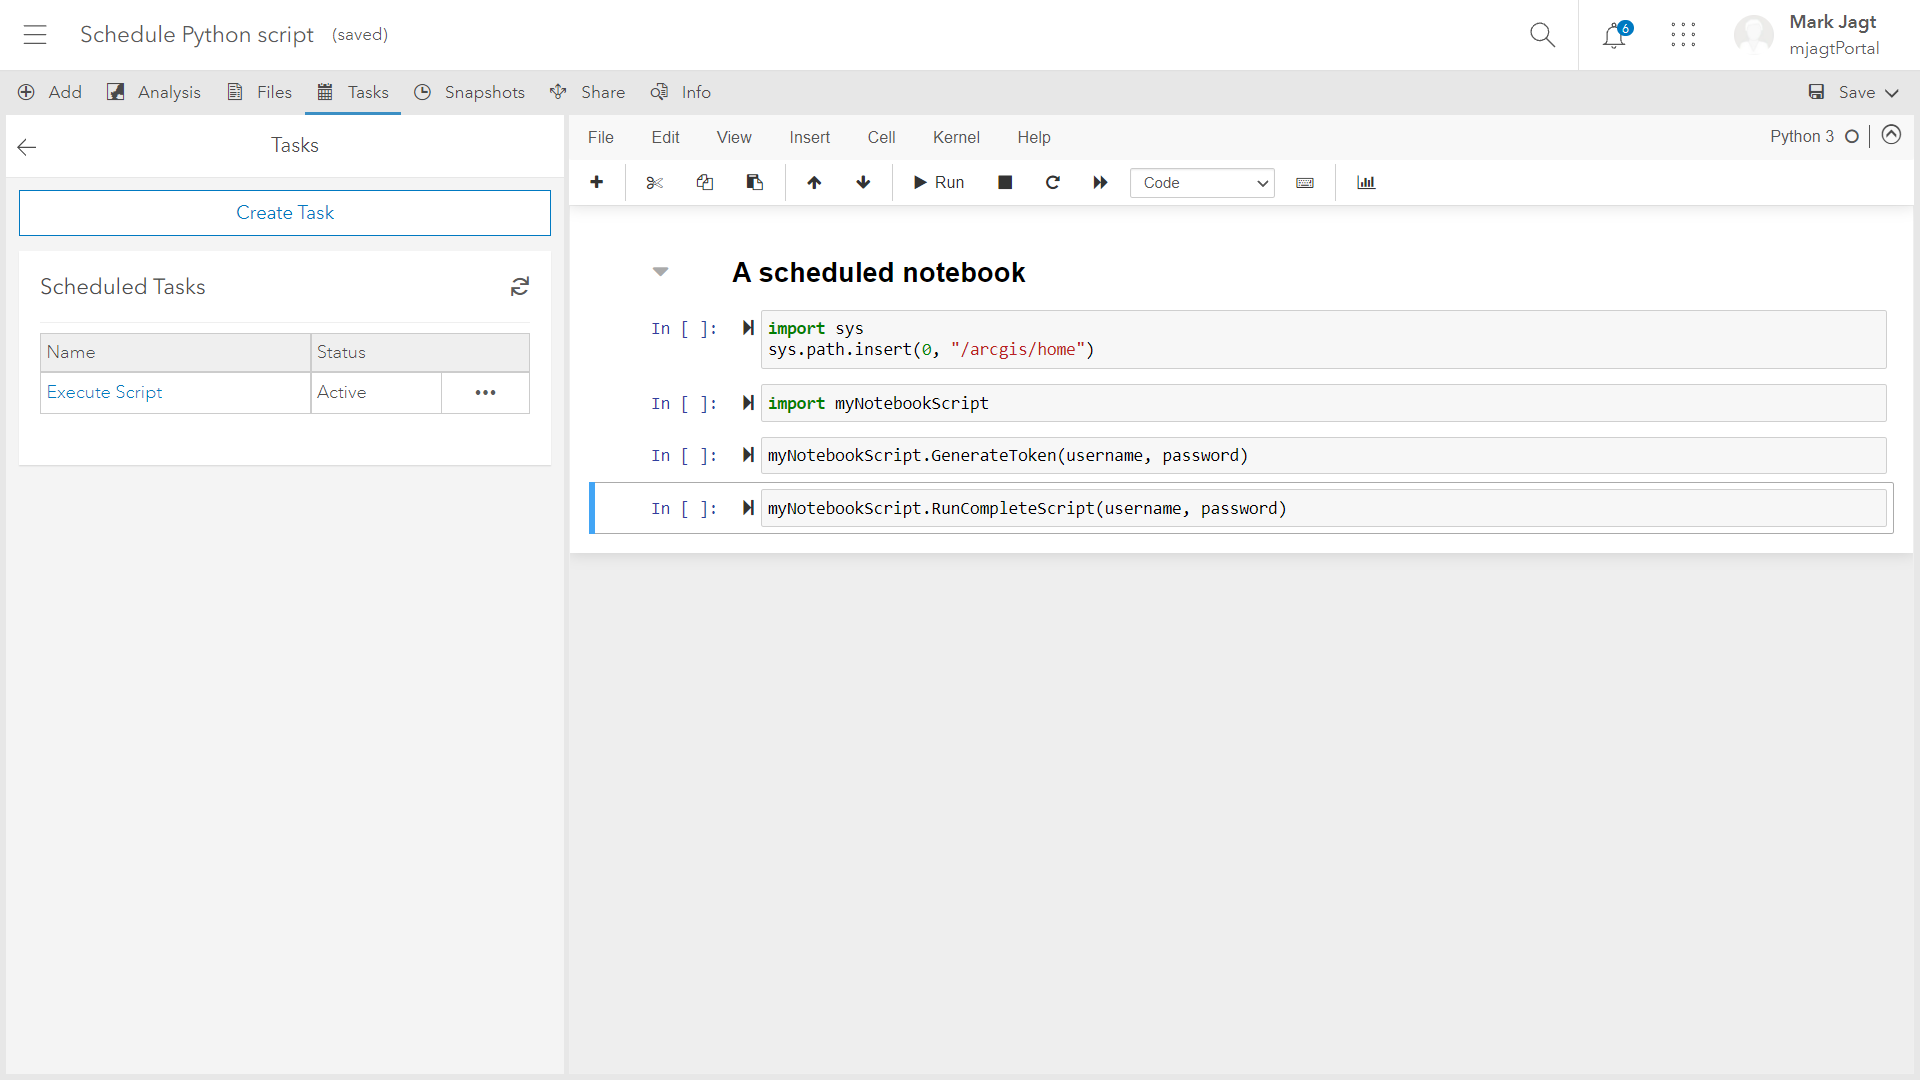 Schedule Python script (saved)
6
Mark Jagt
mjagtPortal
Add Analysis Files Tasks Snapshots Share Info Save
Tasks
Create Task
Scheduled Tasks
Name Status
Execute Script Active
File Edit View Insert Cell Kernel Help Python 3
Run Code
A scheduled notebook
In [ ]: import sys
sys.path.insert(0, "/arcgis/home")
In [ ]: import myNotebookScript
In [ ]: myNotebookScript.GenerateToken(username, password)
In [ ]: myNotebookScript.RunCompleteScript(username, password)